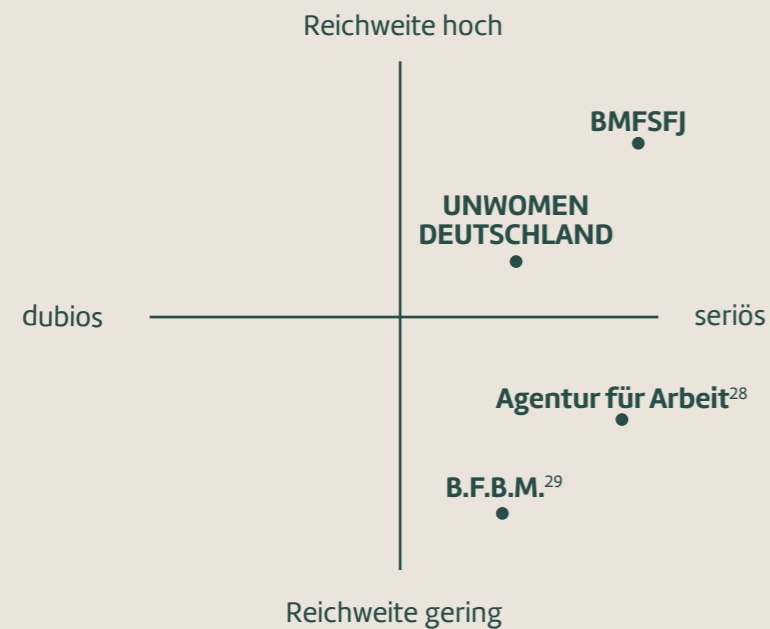 Reichweite hoch
BMFSFJ
UNWOMEN
DEUTSCHLAND
dubios
seriös
Agentur für Arbeit²⁸
B.F.B.M.²⁹
Reichweite gering